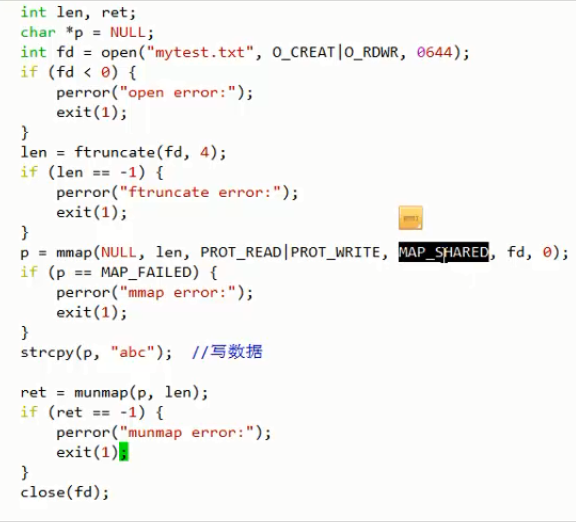 int len, ret;
char *p = NULL;
int fd = open("mytest.txt", O_CREAT|O_RDWR, 0644);
if (fd < 0) {
    perror("open error:");
    exit(1);
}
len = ftruncate(fd, 4);
if (len == -1) {
    perror("ftruncate error:");
    exit(1);
}
p = mmap(NULL, len, PROT_READ|PROT_WRITE, MAP_SHARED, fd, 0);
if (p == MAP_FAILED) {
    perror("mmap error:");
    exit(1);
}
strcpy(p, "abc");  //写数据

ret = munmap(p, len);
if (ret == -1) {
    perror("munmap error:");
    exit(1);
}
close(fd);